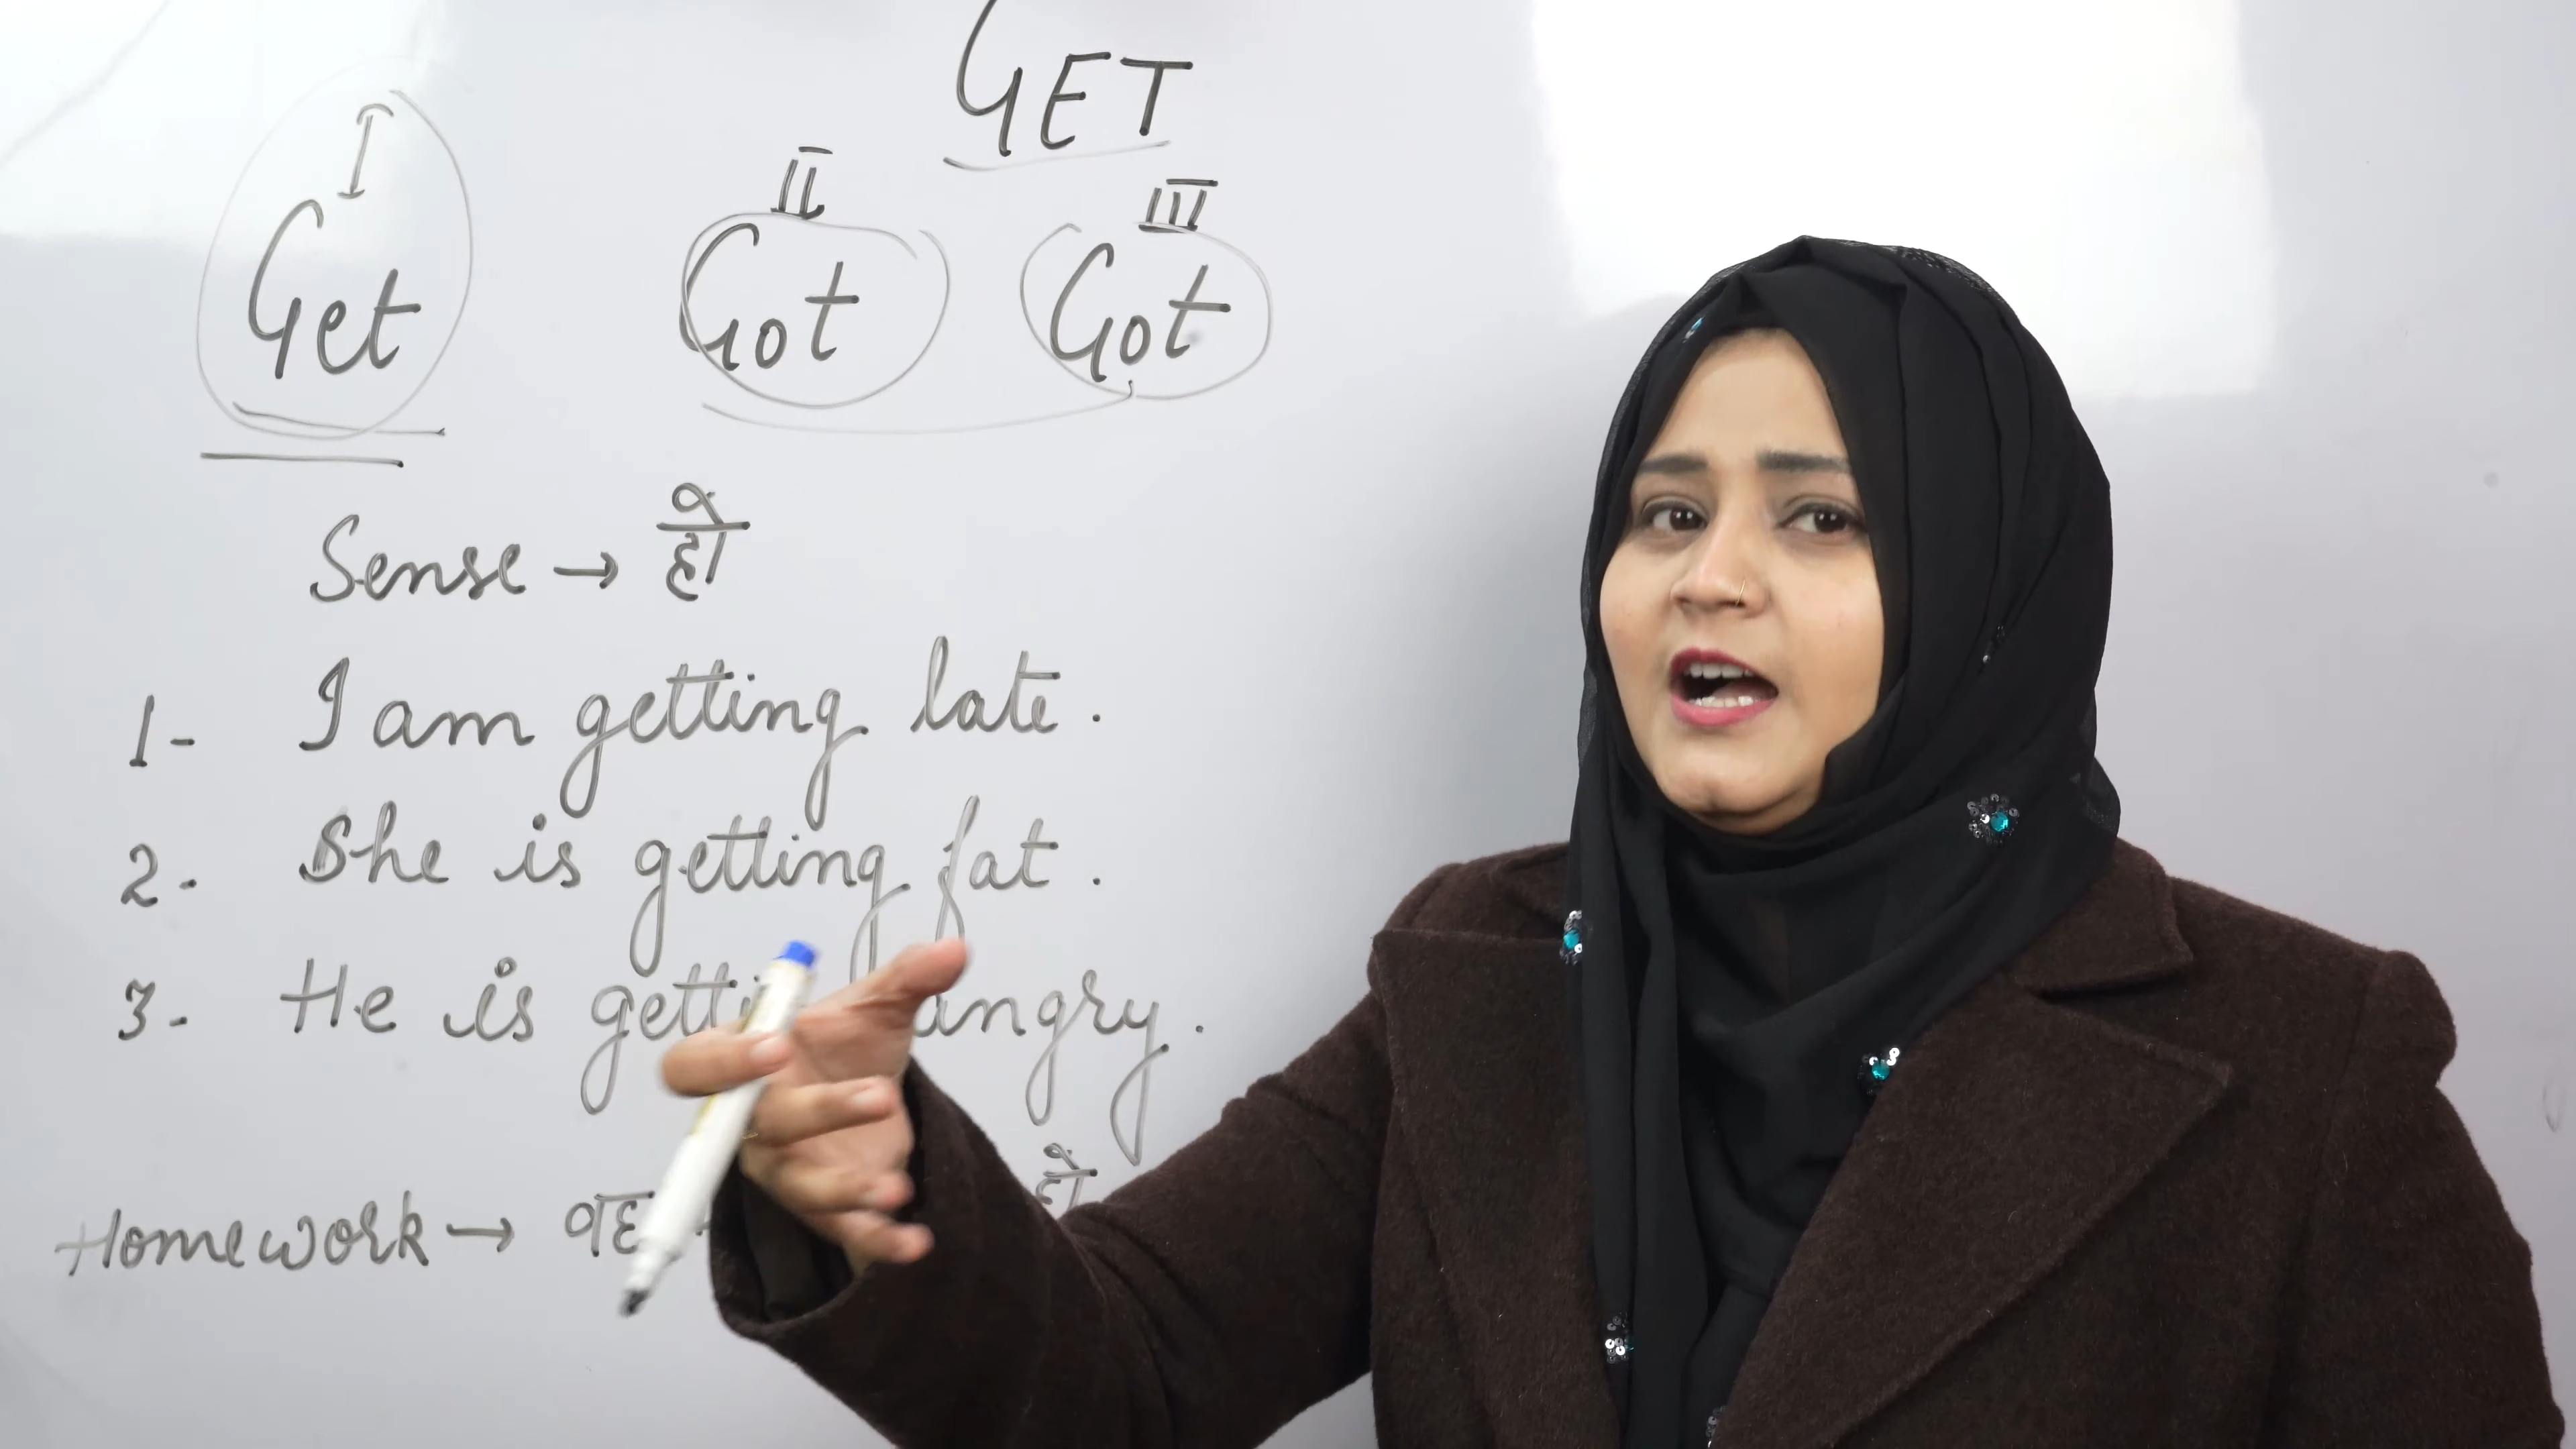 GET
I II III
Get Got Got
Sense → हो
1- I am getting late.
2- She is getting fat.
3- He is angry.
Homework → वह हो